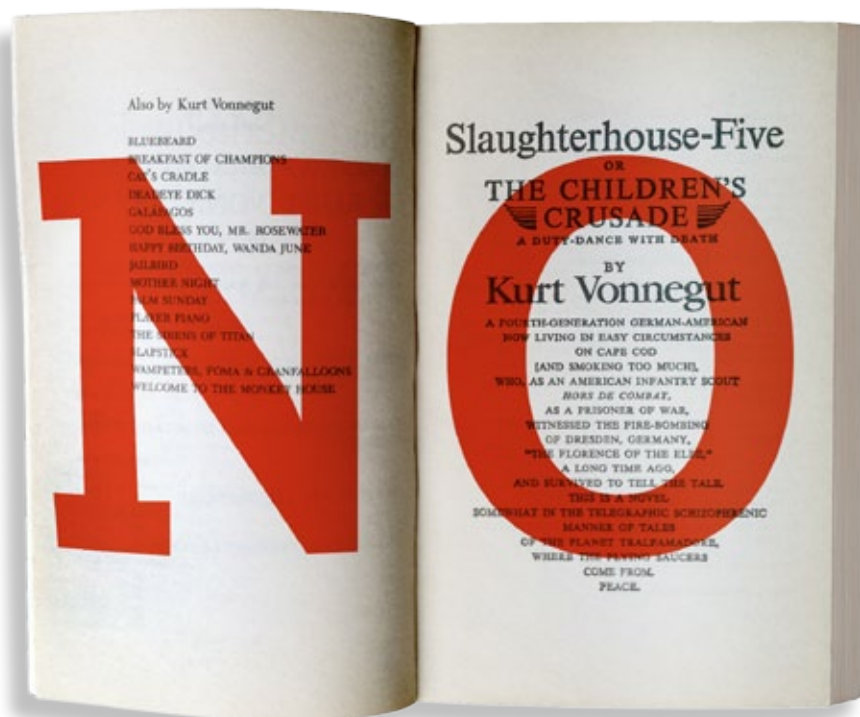 Also by Kurt Vonnegut
BLUEBEARD
BREAKFAST OF CHAMPIONS
CAT'S CRADLE
DEADEYE DICK
GALÁPAGOS
GOD BLESS YOU, MR. ROSEWATER
HAPPY BIRTHDAY, WANDA JUNE
JAILBIRD
MOTHER NIGHT
PALM SUNDAY
PLAYER PIANO
THE SIRENS OF TITAN
SLAPSTICK
WAMPETERS, FOMA & GRANFALLOONS
WELCOME TO THE MONKEY HOUSE
NO
Slaughterhouse-Five
OR
THE CHILDREN'S
CRUSADE
A DUTY-DANCE WITH DEATH
BY
Kurt Vonnegut
A FOURTH-GENERATION GERMAN-AMERICAN
NOW LIVING IN EASY CIRCUMSTANCES
ON CAPE COD
[AND SMOKING TOO MUCH],
WHO, AS AN AMERICAN INFANTRY SCOUT
HORS DE COMBAT,
AS A PRISONER OF WAR,
WITNESSED THE FIRE-BOMBING
OF DRESDEN, GERMANY,
"THE FLORENCE OF THE ELBE,"
A LONG TIME AGO,
AND SURVIVED TO TELL THE TALE.
THIS IS A NOVEL
SOMEWHAT IN THE TELEGRAPHIC SCHIZOPHRENIC
MANNER OF TALES
OF THE PLANET TRALFAMADORE,
WHERE THE FLYING SAUCERS
COME FROM.
PEACE.